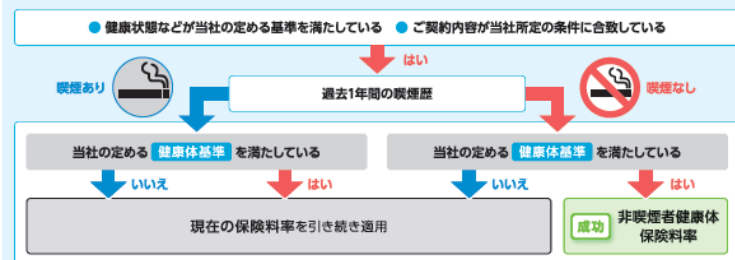 ● 健康状態などが当社の定める基準を満たしている ● ご契約内容が当社所定の条件に合致している
はい
喫煙あり
過去1年間の喫煙歴
喫煙なし
当社の定める 健康体基準 を満たしている
当社の定める 健康体基準 を満たしている
いいえ
はい
いいえ
はい
現在の保険料率を引き続き適用
成功
非喫煙者健康体
保険料率